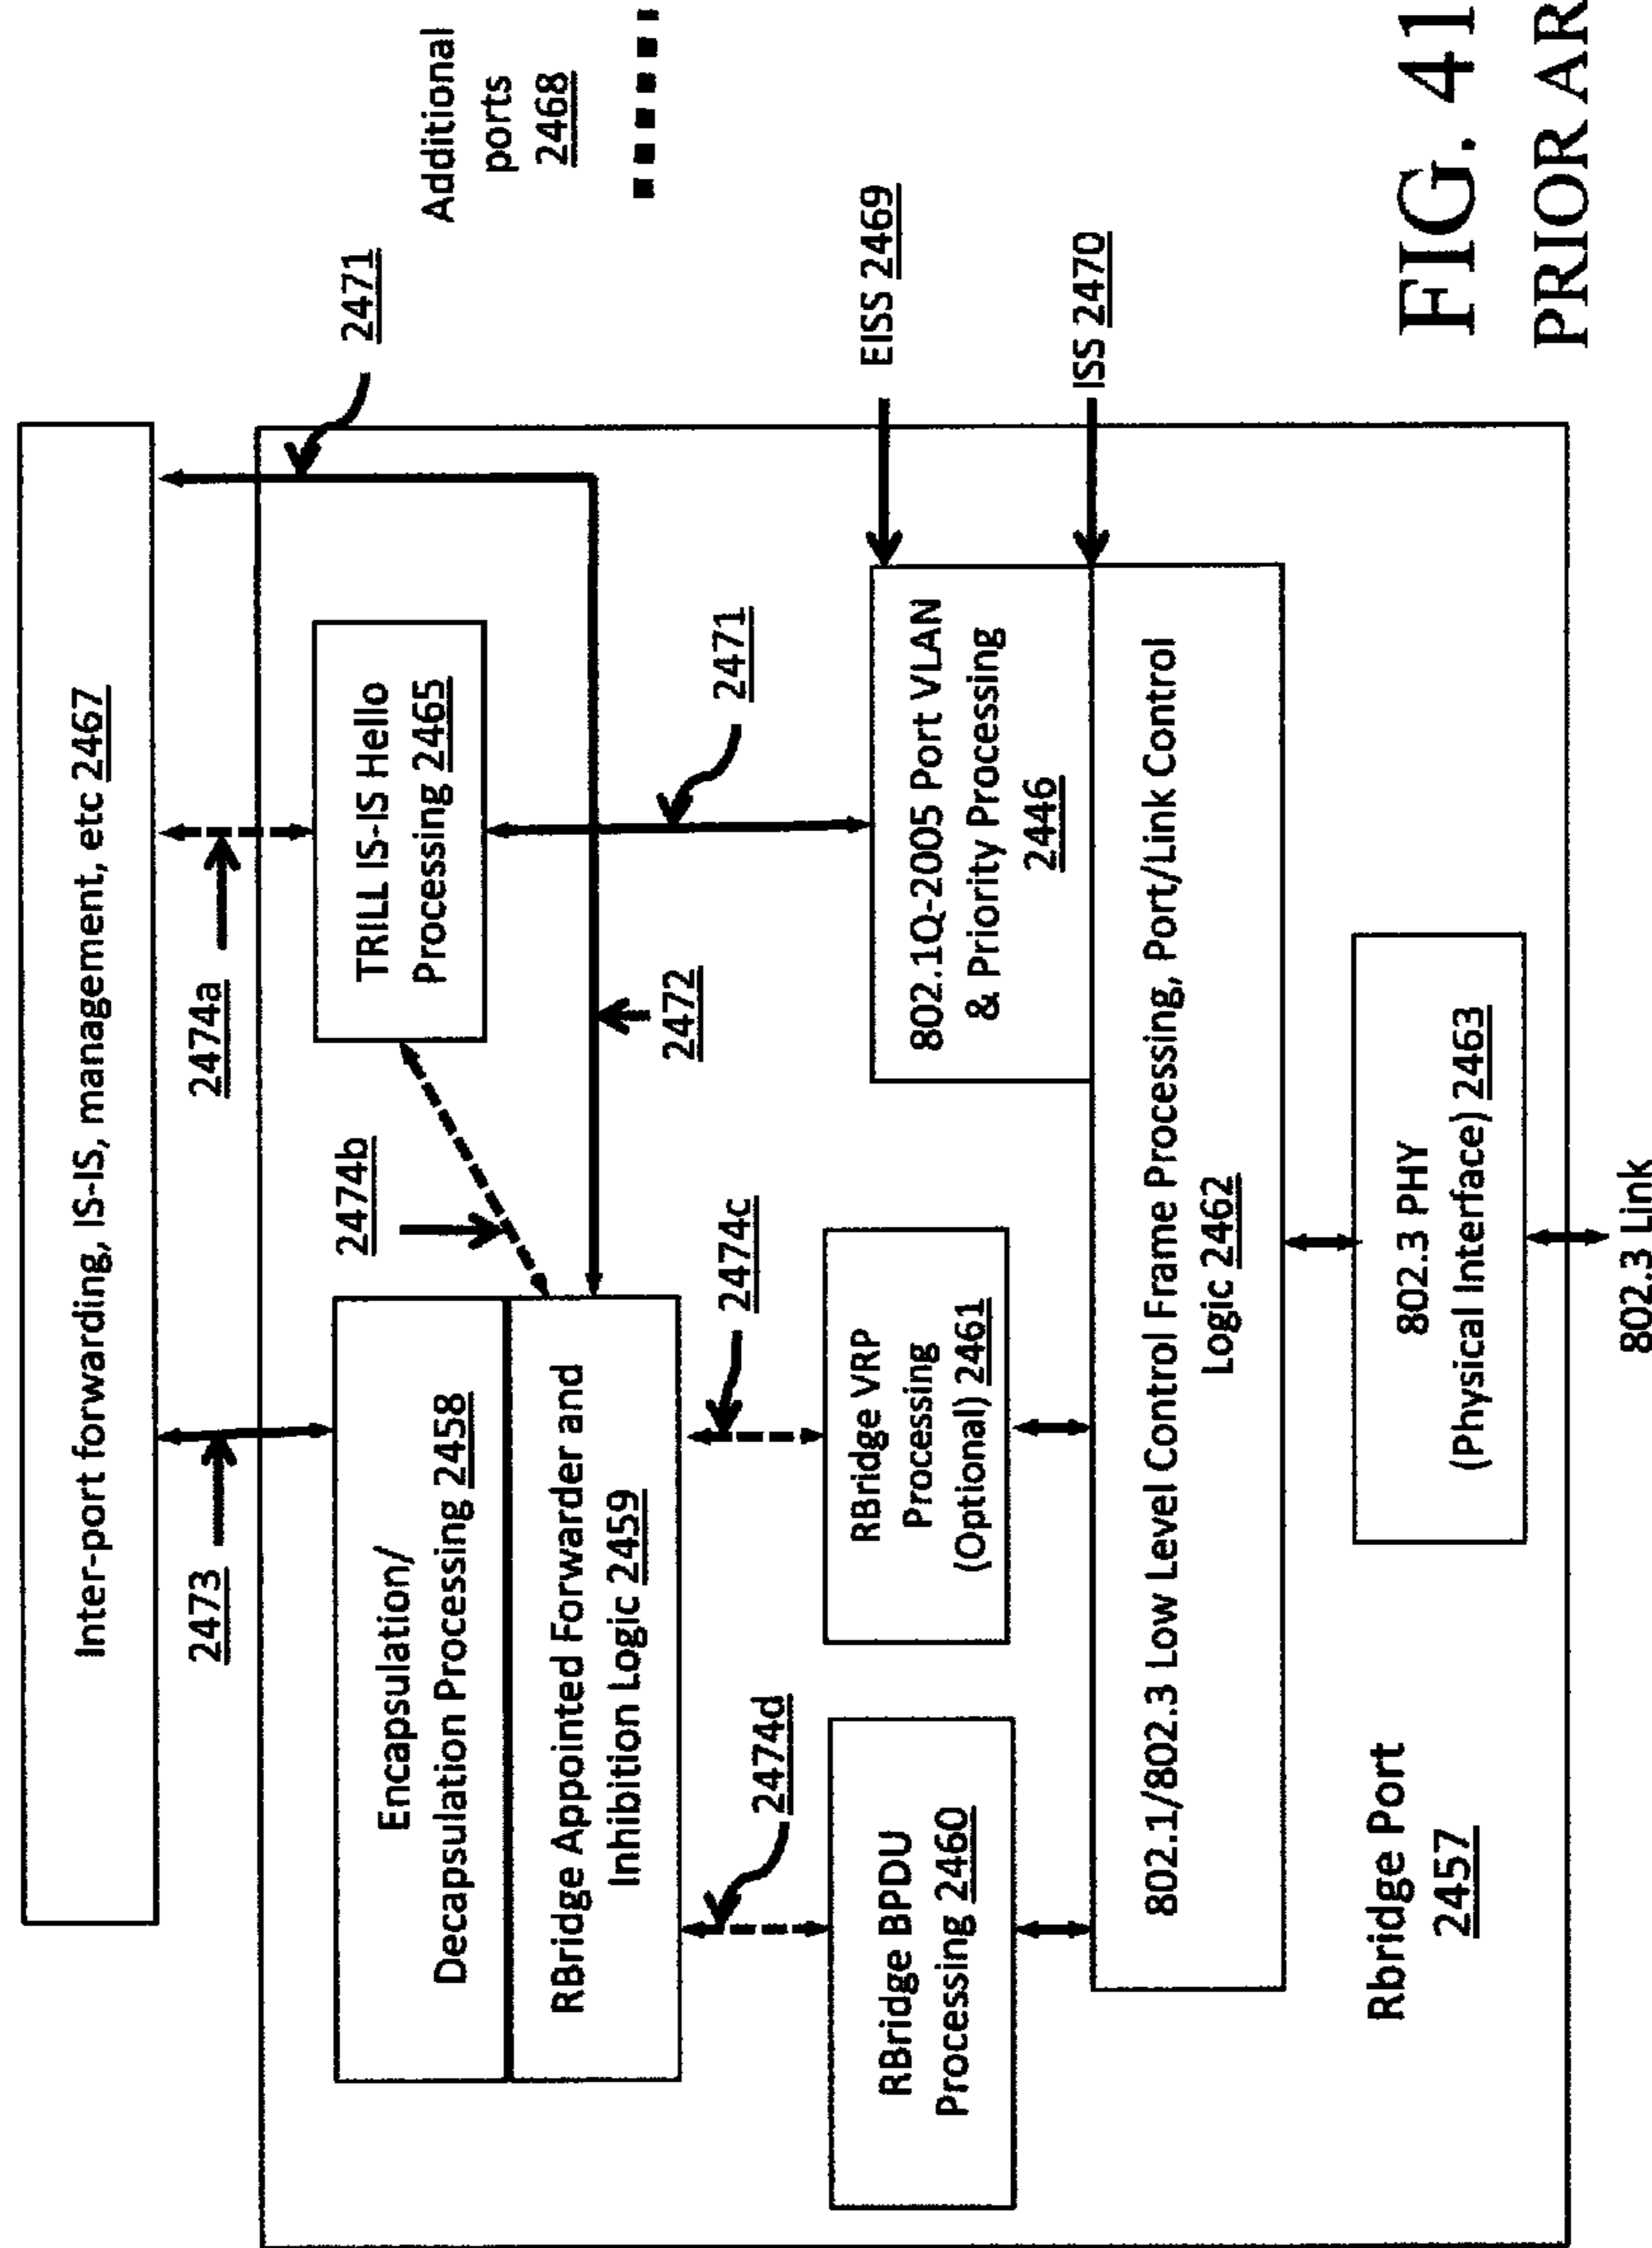 Inter-port forwarding, IS-IS, management, etc 2467
2473
2474a
2471
Additional
ports
2468
Encapsulation/
Decapsulation Processing 2458
2474b
TRILL IS-IS Hello
Processing 2465
RBridge Appointed Forwarder and
Inhibition Logic 2459
2472
2471
2474d
2474c
EISS 2469
RBridge BPDU
Processing 2460
RBridge VRP
Processing
(Optional) 2461
802.1Q-2005 Port VLAN
& Priority Processing
2446
ISS 2470
802.1/802.3 Low Level Control Frame Processing, Port/Link Control
Logic 2462
Rbridge Port
2457
802.3 PHY
(Physical Interface) 2463
802.3 Link
FIG. 41
PRIOR AR